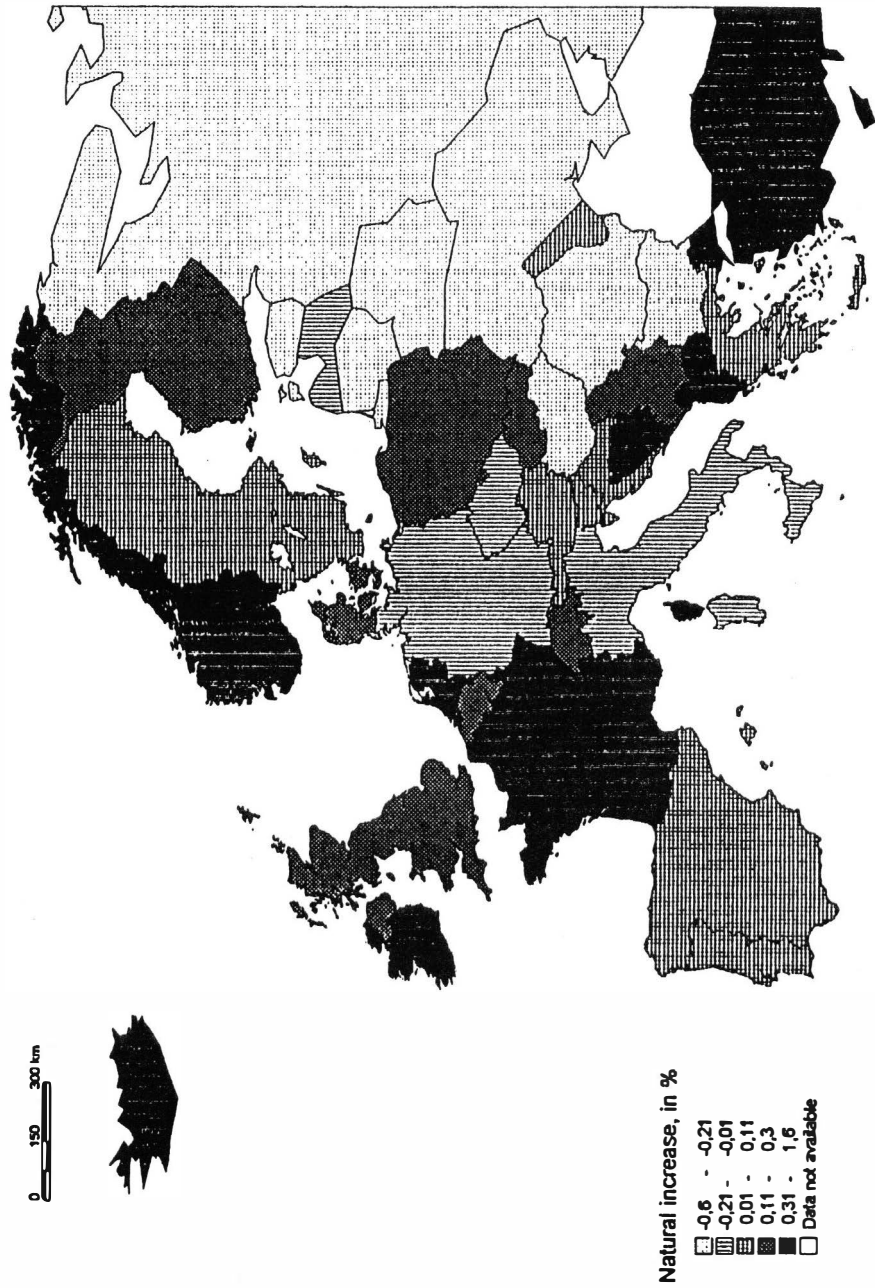 0 150 300 km
Natural increase, in %
-0,6 - -0,21
-0,21 - -0,01
0,01 - 0,11
0,11 - 0,3
0,31 - 1,6
Data not available